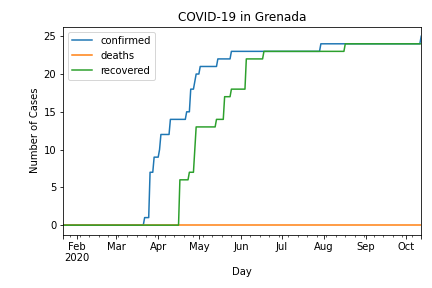 COVID-19 in Grenada
confirmed
deaths
recovered
25
20
15
10
5
0
Number of Cases
Feb Mar Apr May Jun Jul Aug Sep Oct
2020
Day